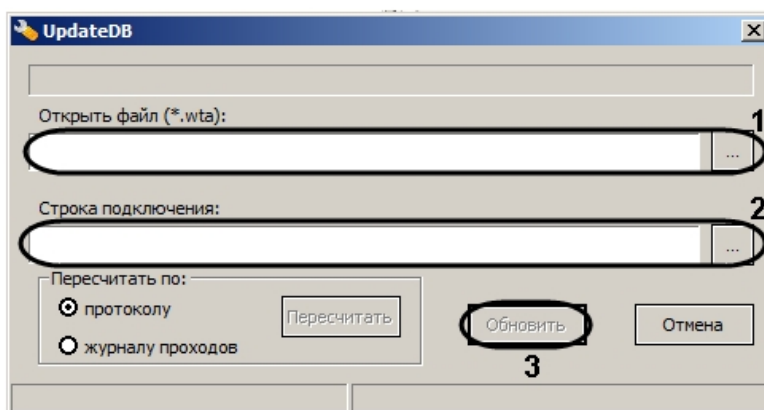 UpdateDB
Открыть файл (*.wta):
1
...
Строка подключения:
2
...
Пересчитать по:
протоколу
Пересчитать
Обновить
Отмена
журналу проходов
3